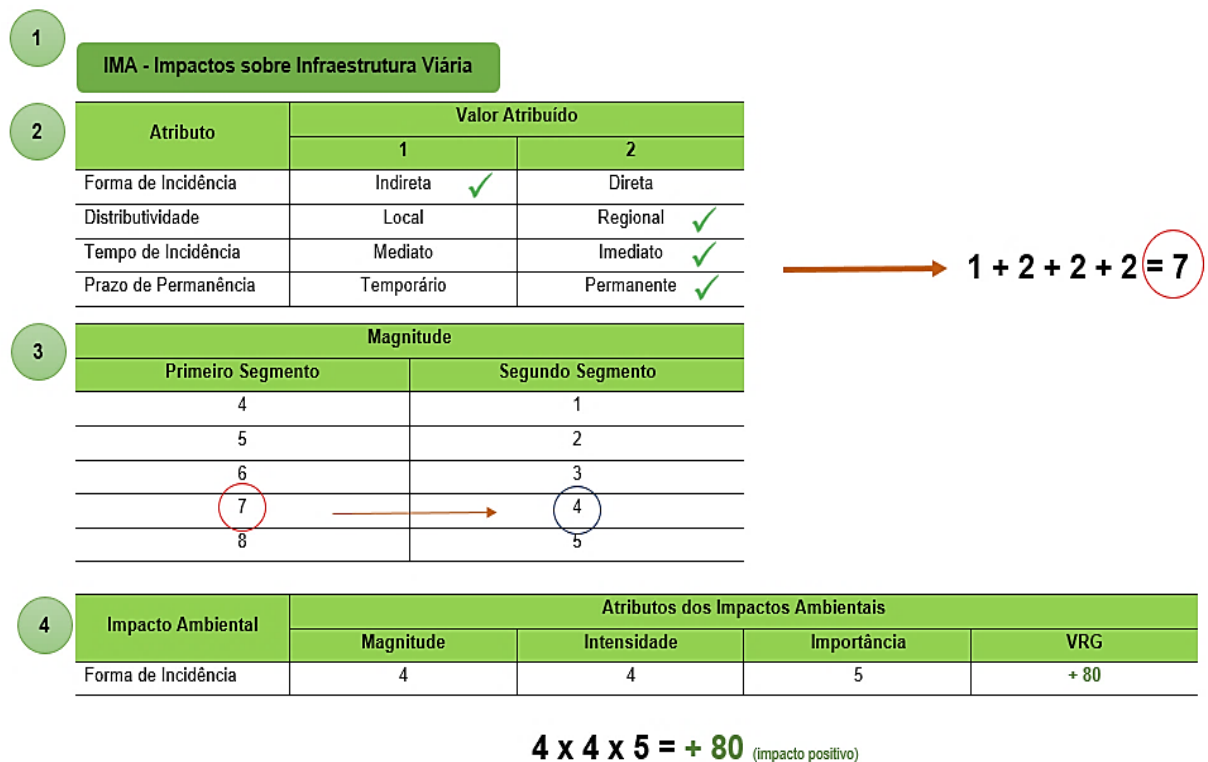 1
IMA - Impactos sobre Infraestrutura Viária
2
Atributo
Valor Atribuído
1 2
Forma de Incidência Indireta ✓ Direta
Distributividade Local Regional ✓
Tempo de Incidência Mediato Imediato ✓
Prazo de Permanência Temporário Permanente ✓
1 + 2 + 2 + 2 = 7
3
Magnitude
Primeiro Segmento Segundo Segmento
4 1
5 2
6 3
7 4
8 5
4
Impacto Ambiental
Atributos dos Impactos Ambientais
Magnitude Intensidade Importância VRG
Forma de Incidência 4 4 5 + 80
4 x 4 x 5 = + 80 (impacto positivo)